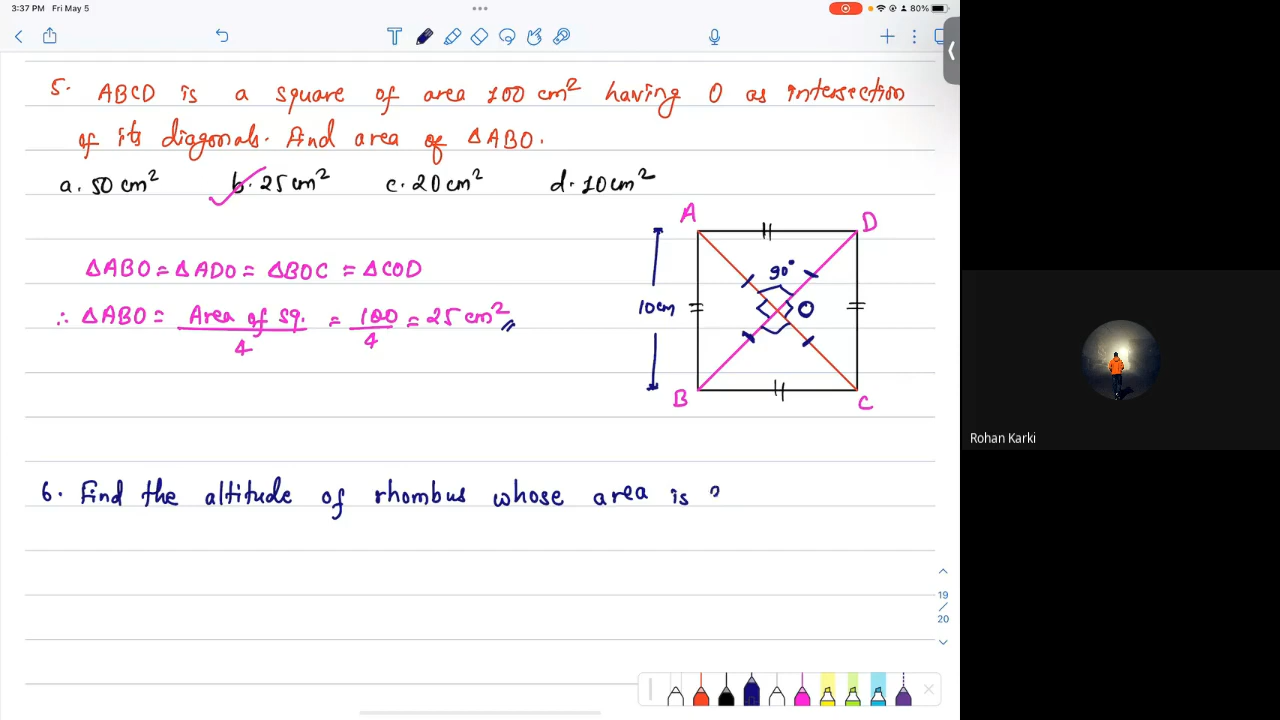 3:37 PM Fri May 5
80%
5. ABCD is a square of area 100 cm² having O as intersection
of its diagonals. Find area of ΔABO.
a. 50 cm² b. 25 cm² c. 20 cm² d. 10 cm²
A
D
ΔABO = ΔADO = ΔBOC = ΔCOD
90°
10cm
O
∴ ΔABO = Area of sq. / 4 = 100 / 4 = 25 cm²
B
C
Rohan Karki
6. Find the altitude of rhombus whose area is
19
/
20